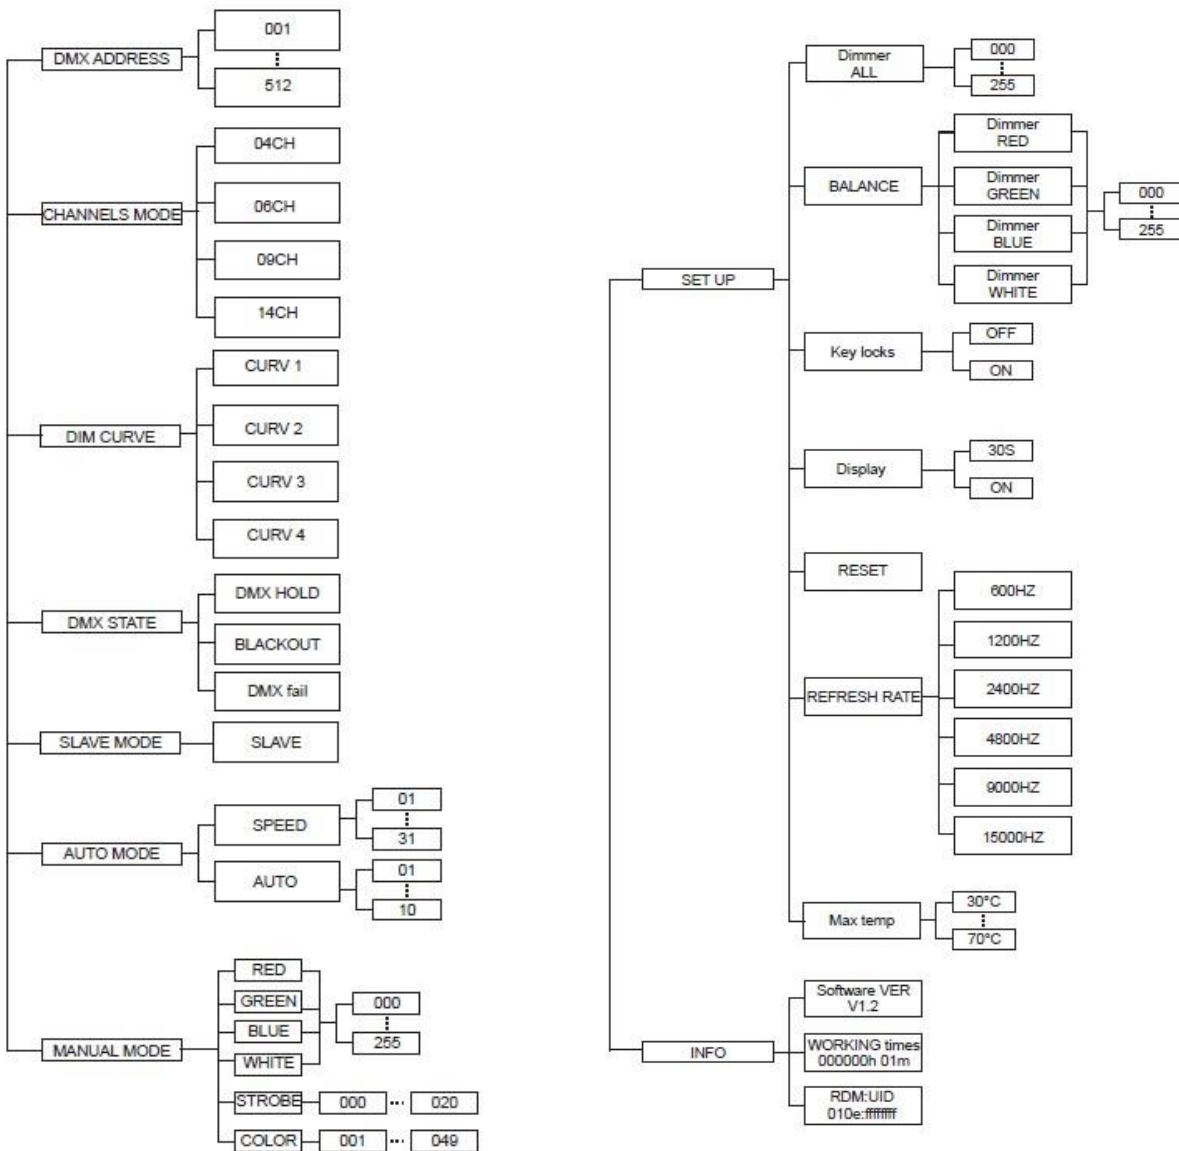 DMX ADDRESS
001
512
CHANNELS MODE
04CH
06CH
09CH
14CH
DIM CURVE
CURV 1
CURV 2
CURV 3
CURV 4
DMX STATE
DMX HOLD
BLACKOUT
DMX fail
SLAVE MODE
SLAVE
AUTO MODE
SPEED
01
31
AUTO
01
10
MANUAL MODE
RED
GREEN
BLUE
WHITE
000
255
STROBE
000
020
COLOR
001
049
SET UP
Dimmer
ALL
000
255
BALANCE
Dimmer
RED
Dimmer
GREEN
Dimmer
BLUE
Dimmer
WHITE
000
255
Key locks
OFF
ON
Display
30S
ON
RESET
REFRESH RATE
600HZ
1200HZ
2400HZ
4800HZ
9000HZ
15000HZ
Max temp
30°C
70°C
INFO
Software VER
V1.2
WORKING times
000000h 01m
RDM:UID
010e:ffffffff